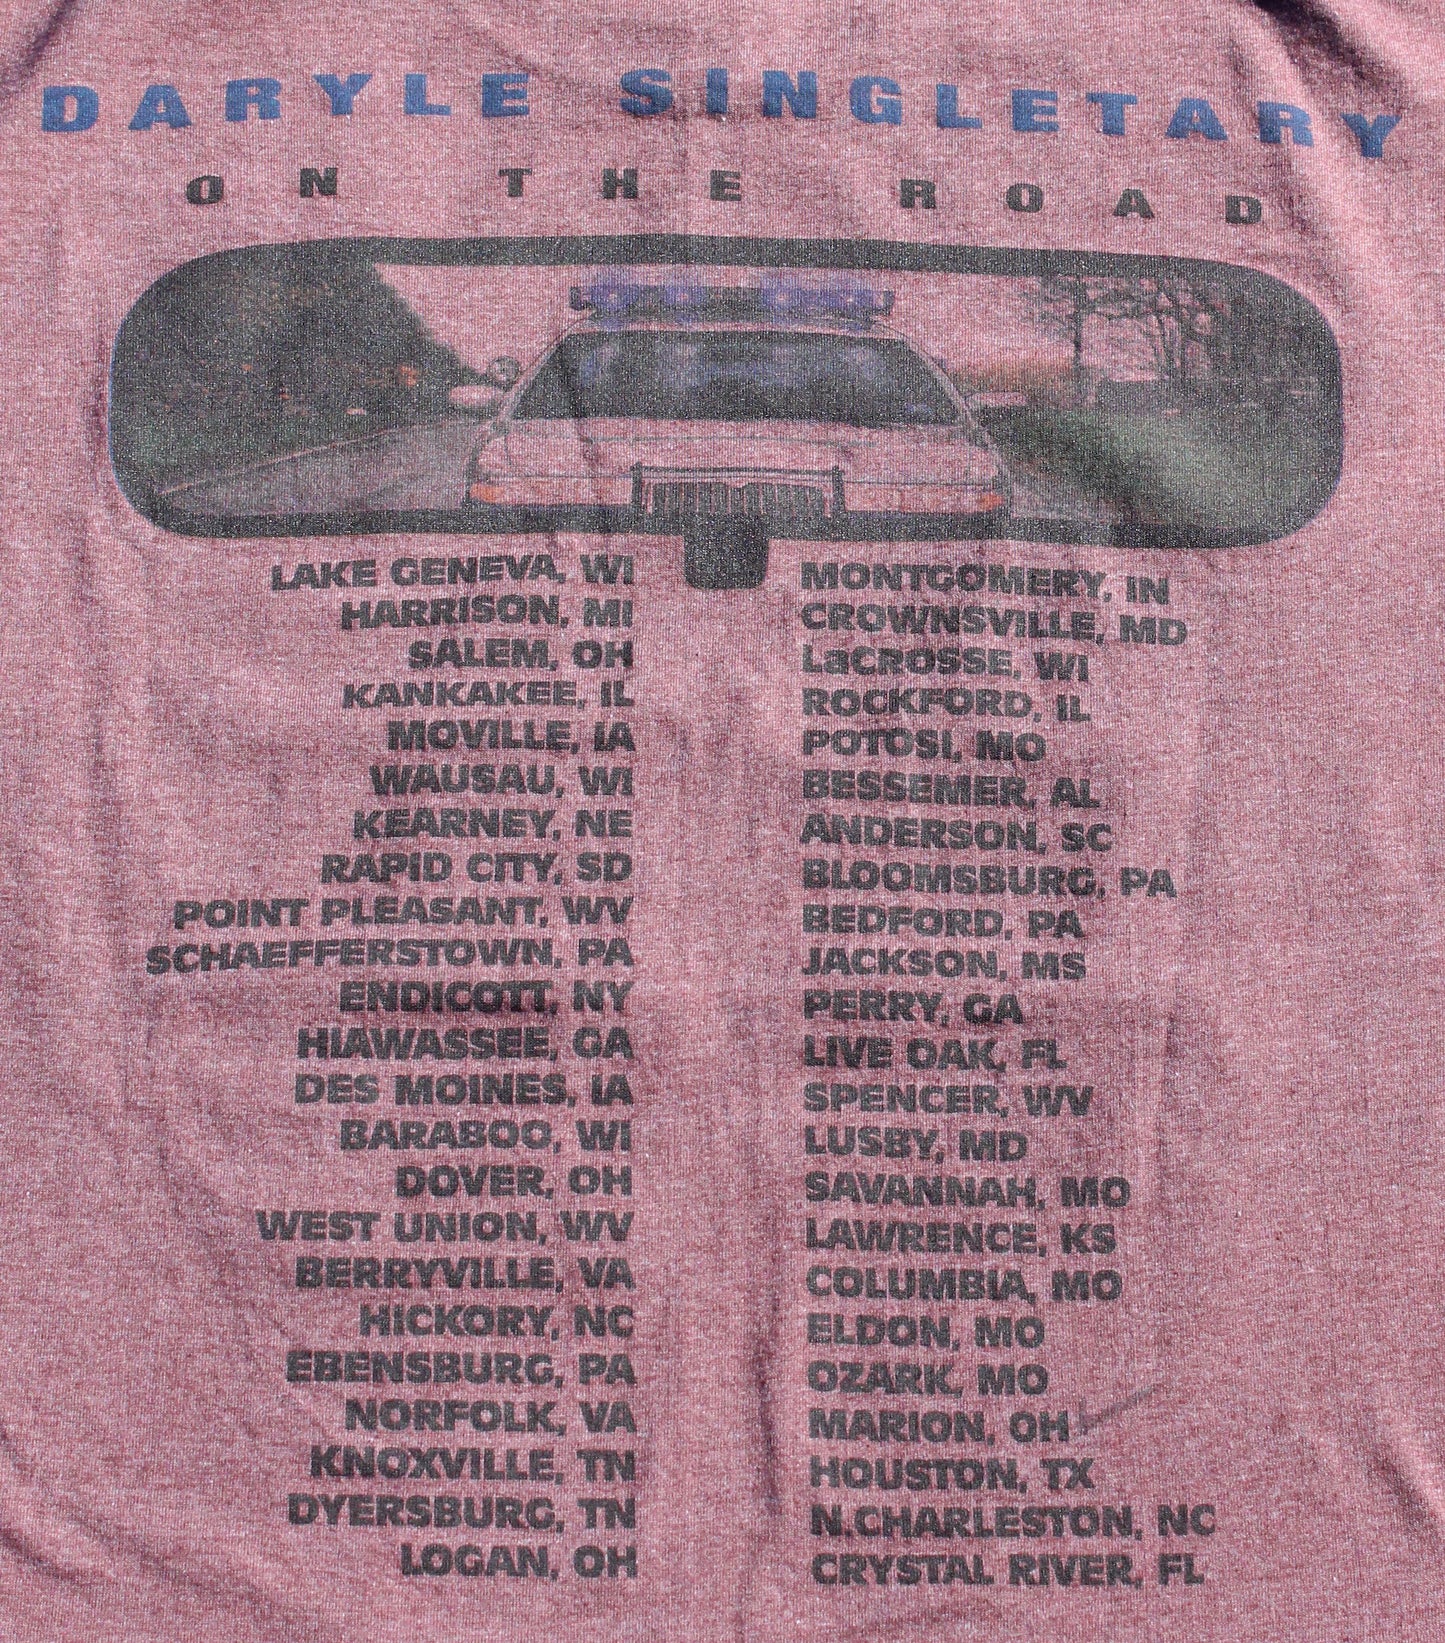 DARYLE SINGLETARY
ON THE ROAD
LAKE GENEVA, WI
HARRISON, MI
SALEM, OH
KANKAKEE, IL
MOVILLE, IA
WAUSAU, WI
KEARNEY, NE
RAPID CITY, SD
POINT PLEASANT, WV
SCHAEFFERSTOWN, PA
ENDICOTT, NY
HIAWASSEE, GA
DES MOINES, IA
BARABOO, WI
DOVER, OH
WEST UNION, WV
BERRYVILLE, VA
HICKORY, NC
EBENSBURG, PA
NORFOLK, VA
KNOXVILLE, TN
DYERSBURG, TN
LOGAN, OH
MONTGOMERY, IN
CROWNSVILLE, MD
LaCROSSE, WI
ROCKFORD, IL
POTOSI, MO
BESSEMER, AL
ANDERSON, SC
BLOOMSBURG, PA
BEDFORD, PA
JACKSON, MS
PERRY, GA
LIVE OAK, FL
SPENCER, WV
LUSBY, MD
SAVANNAH, MO
LAWRENCE, KS
COLUMBIA, MO
ELDON, MO
OZARK, MO
MARION, OH
HOUSTON, TX
N.CHARLESTON, NC
CRYSTAL RIVER, FL